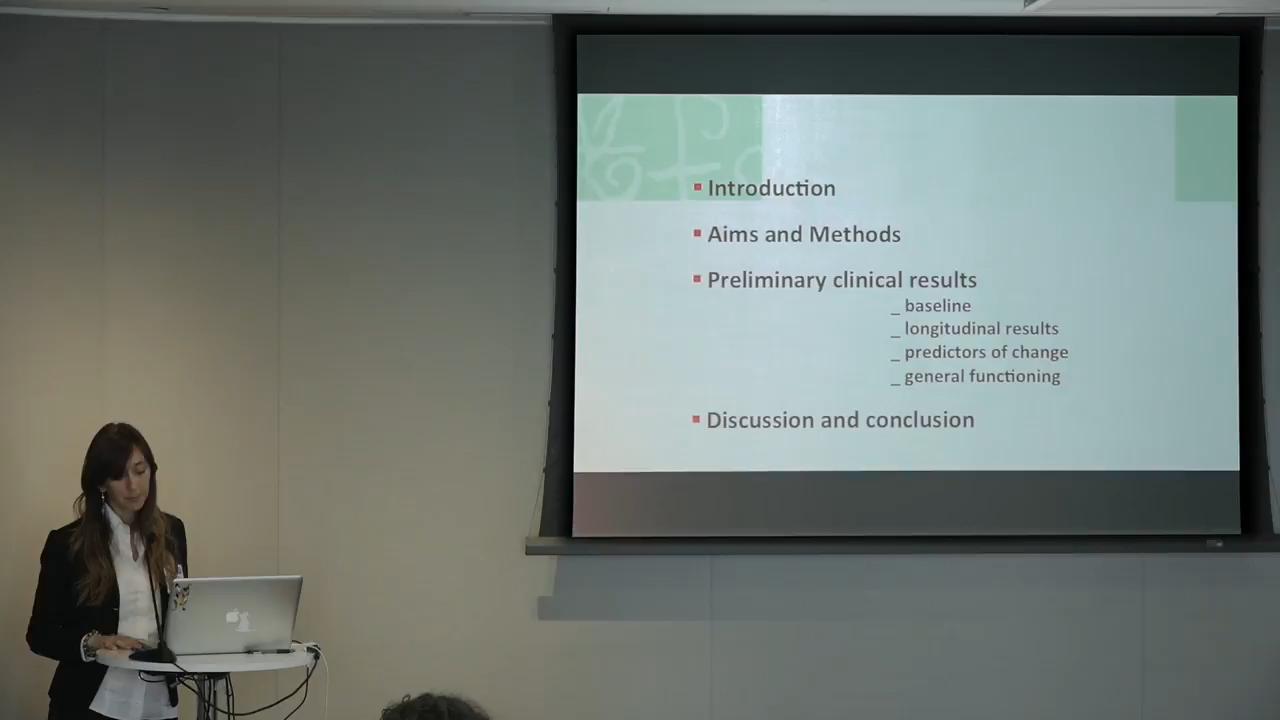 ▪ Introduction
▪ Aims and Methods
▪ Preliminary clinical results
_ baseline
_ longitudinal results
_ predictors of change
_ general functioning
▪ Discussion and conclusion